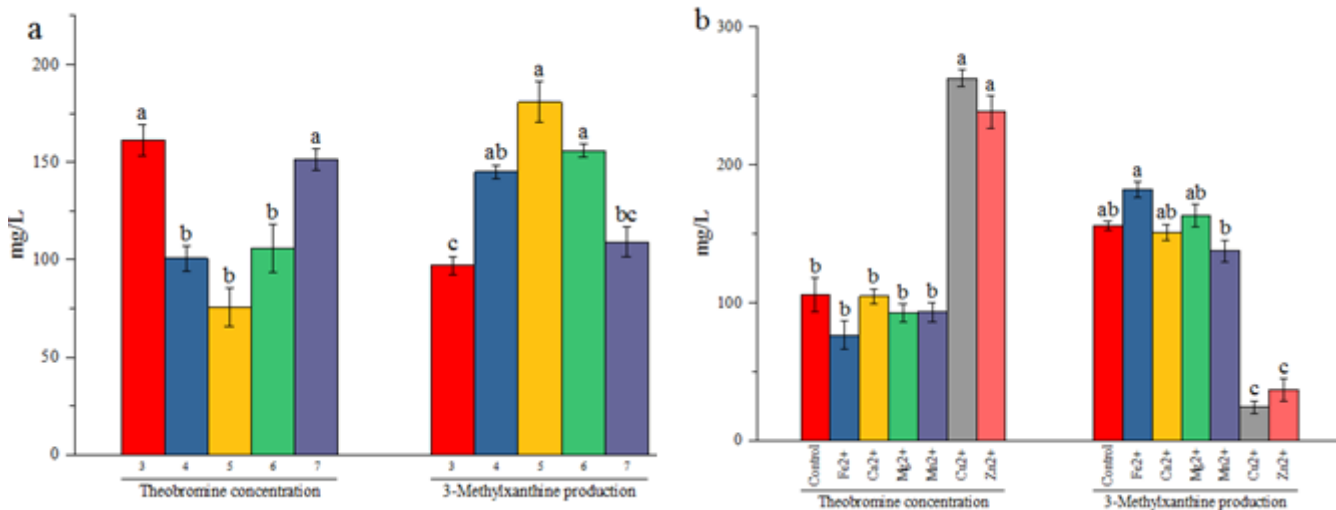 a
200
150
100
50
0
mg/L
a
b
b
b
a
c
ab
a
a
bc
3 4 5 6 7
3 4 5 6 7
Theobromine concentration
3-Methylxanthine production
b
300
200
100
0
mg/L
b
b
b
b
b
a
a
ab
a
ab
ab
b
c
c
Control
Fe2+
Ca2+
Mg2+
Mn2+
Cu2+
Zn2+
Control
Fe2+
Ca2+
Mg2+
Mn2+
Cu2+
Zn2+
Theobromine concentration
3-Methylxanthine production